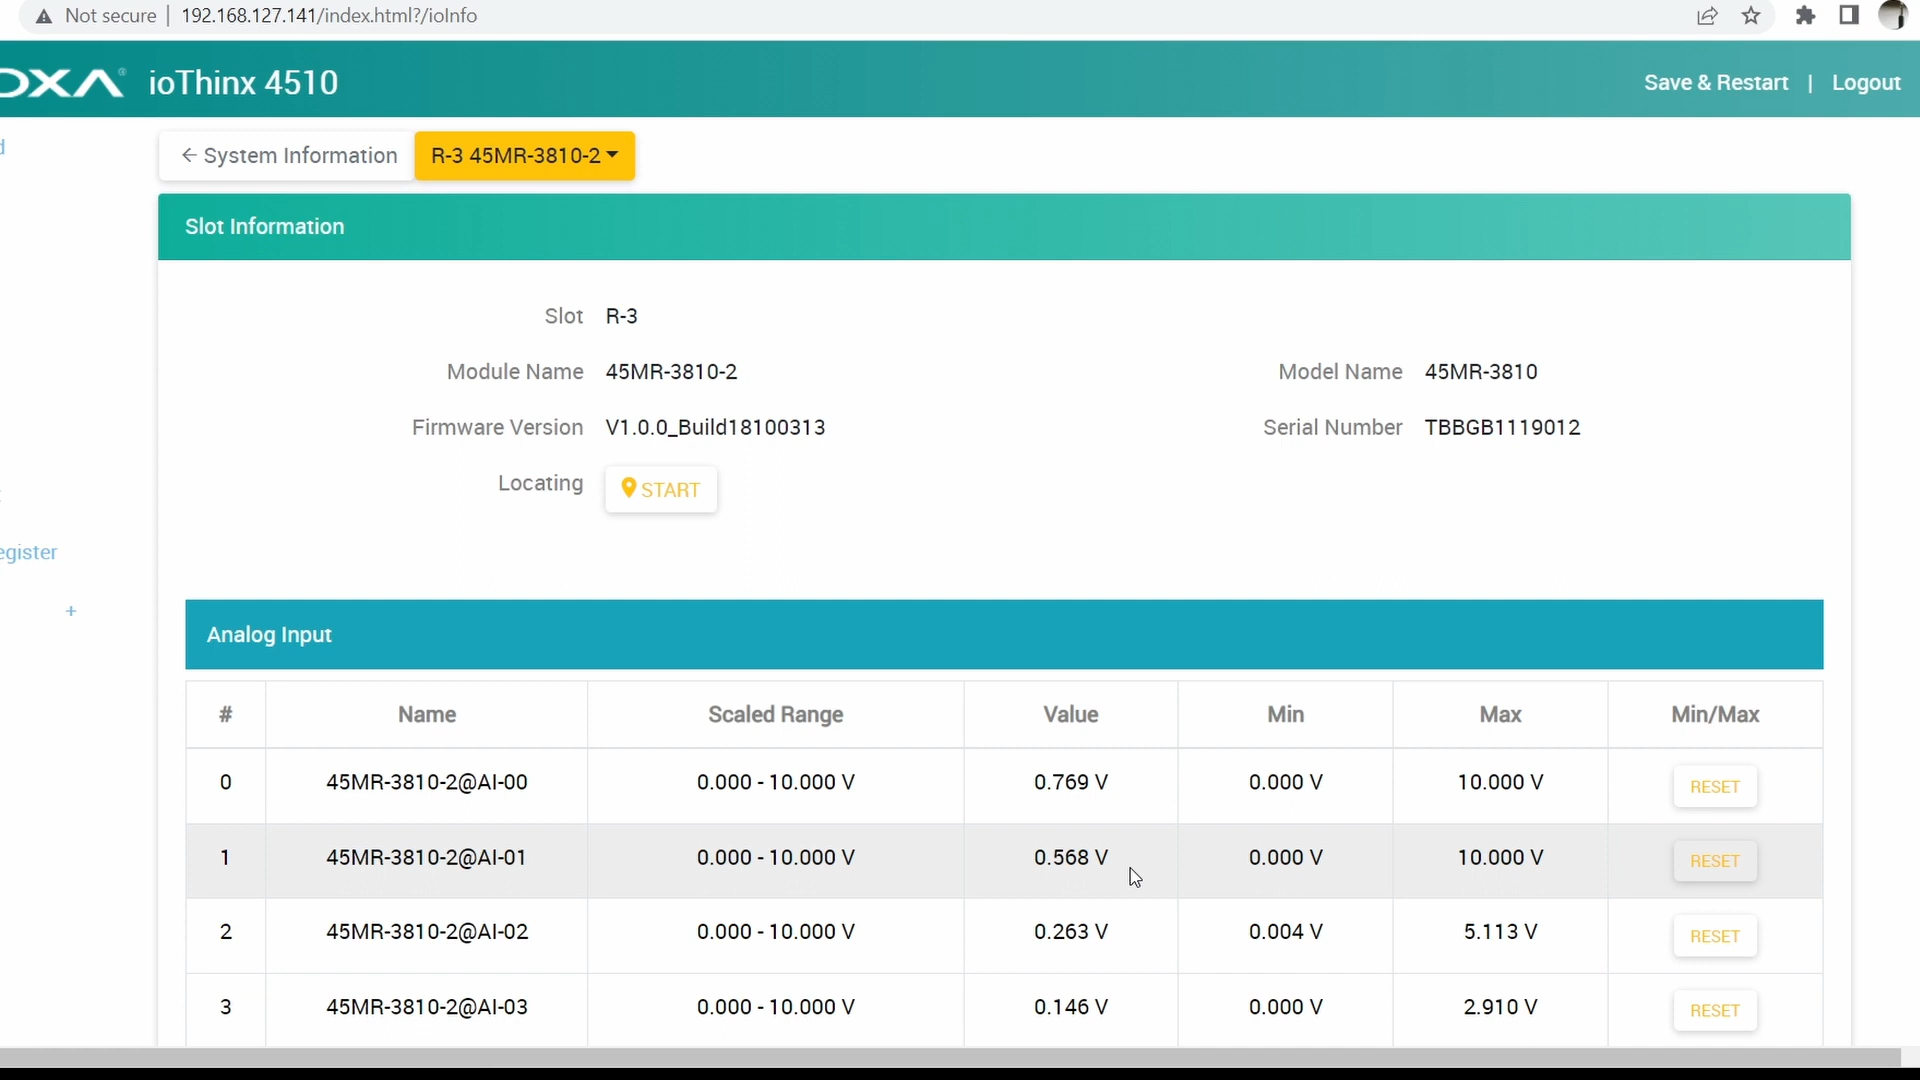 Not secure | 192.168.127.141/index.html?/ioInfo
OXA® ioThinx 4510
Save & Restart | Logout
← System Information
R-3 45MR-3810-2
Slot Information
Slot R-3
Module Name 45MR-3810-2
Model Name 45MR-3810
Firmware Version V1.0.0_Build18100313
Serial Number TBBGB1119012
Locating START
egister
+
Analog Input
# Name Scaled Range Value Min Max Min/Max
0 45MR-3810-2@AI-00 0.000 - 10.000 V 0.769 V 0.000 V 10.000 V RESET
1 45MR-3810-2@AI-01 0.000 - 10.000 V 0.568 V 0.000 V 10.000 V RESET
2 45MR-3810-2@AI-02 0.000 - 10.000 V 0.263 V 0.004 V 5.113 V RESET
3 45MR-3810-2@AI-03 0.000 - 10.000 V 0.146 V 0.000 V 2.910 V RESET